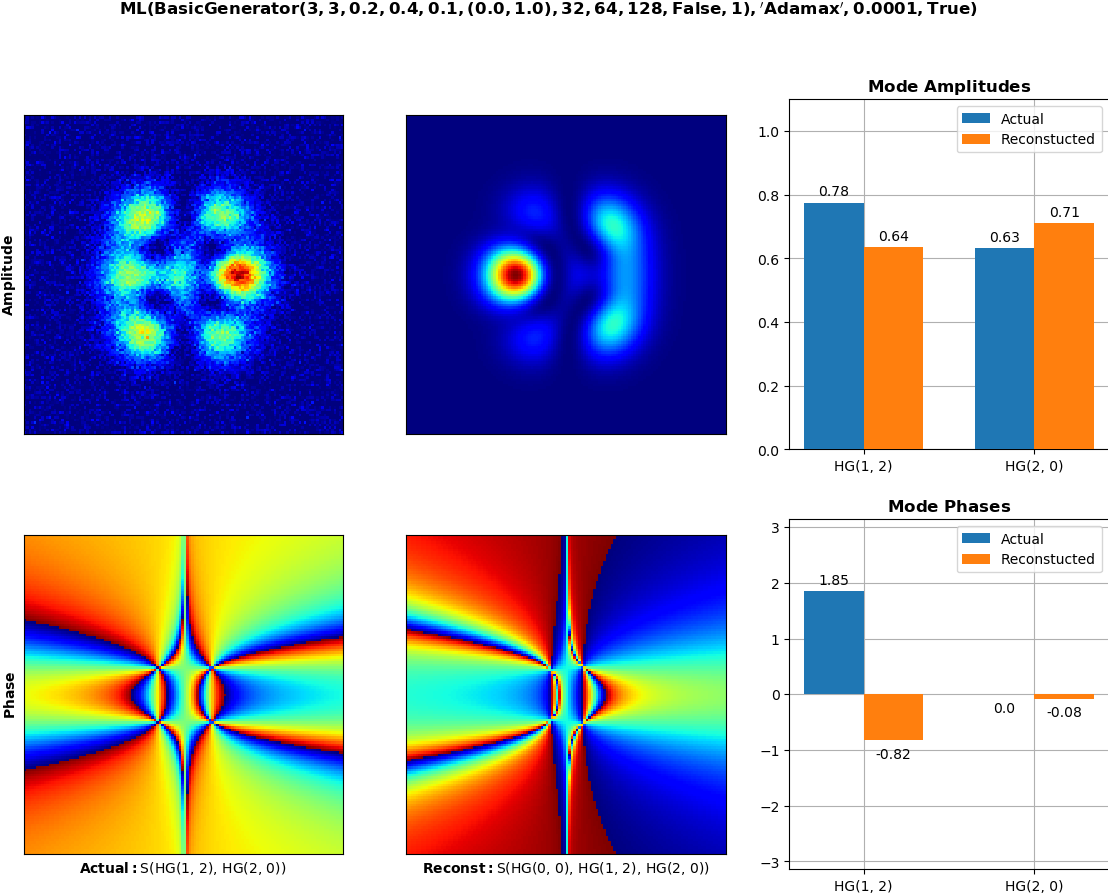 ML(BasicGenerator(3, 3, 0.2, 0.4, 0.1, (0.0, 1.0), 32, 64, 128, False, 1), 'Adamax', 0.0001, True)
Amplitude
Mode Amplitudes
Actual
Reconstucted
1.0
0.8
0.6
0.4
0.2
0.0
0.78
0.64
0.63
0.71
HG(1, 2)
HG(2, 0)
Phase
Actual: S(HG(1, 2), HG(2, 0))
Reconst: S(HG(0, 0), HG(1, 2), HG(2, 0))
Mode Phases
Actual
Reconstucted
3
2
1
0
−1
−2
−3
1.85
-0.82
0.0
-0.08
HG(1, 2)
HG(2, 0)